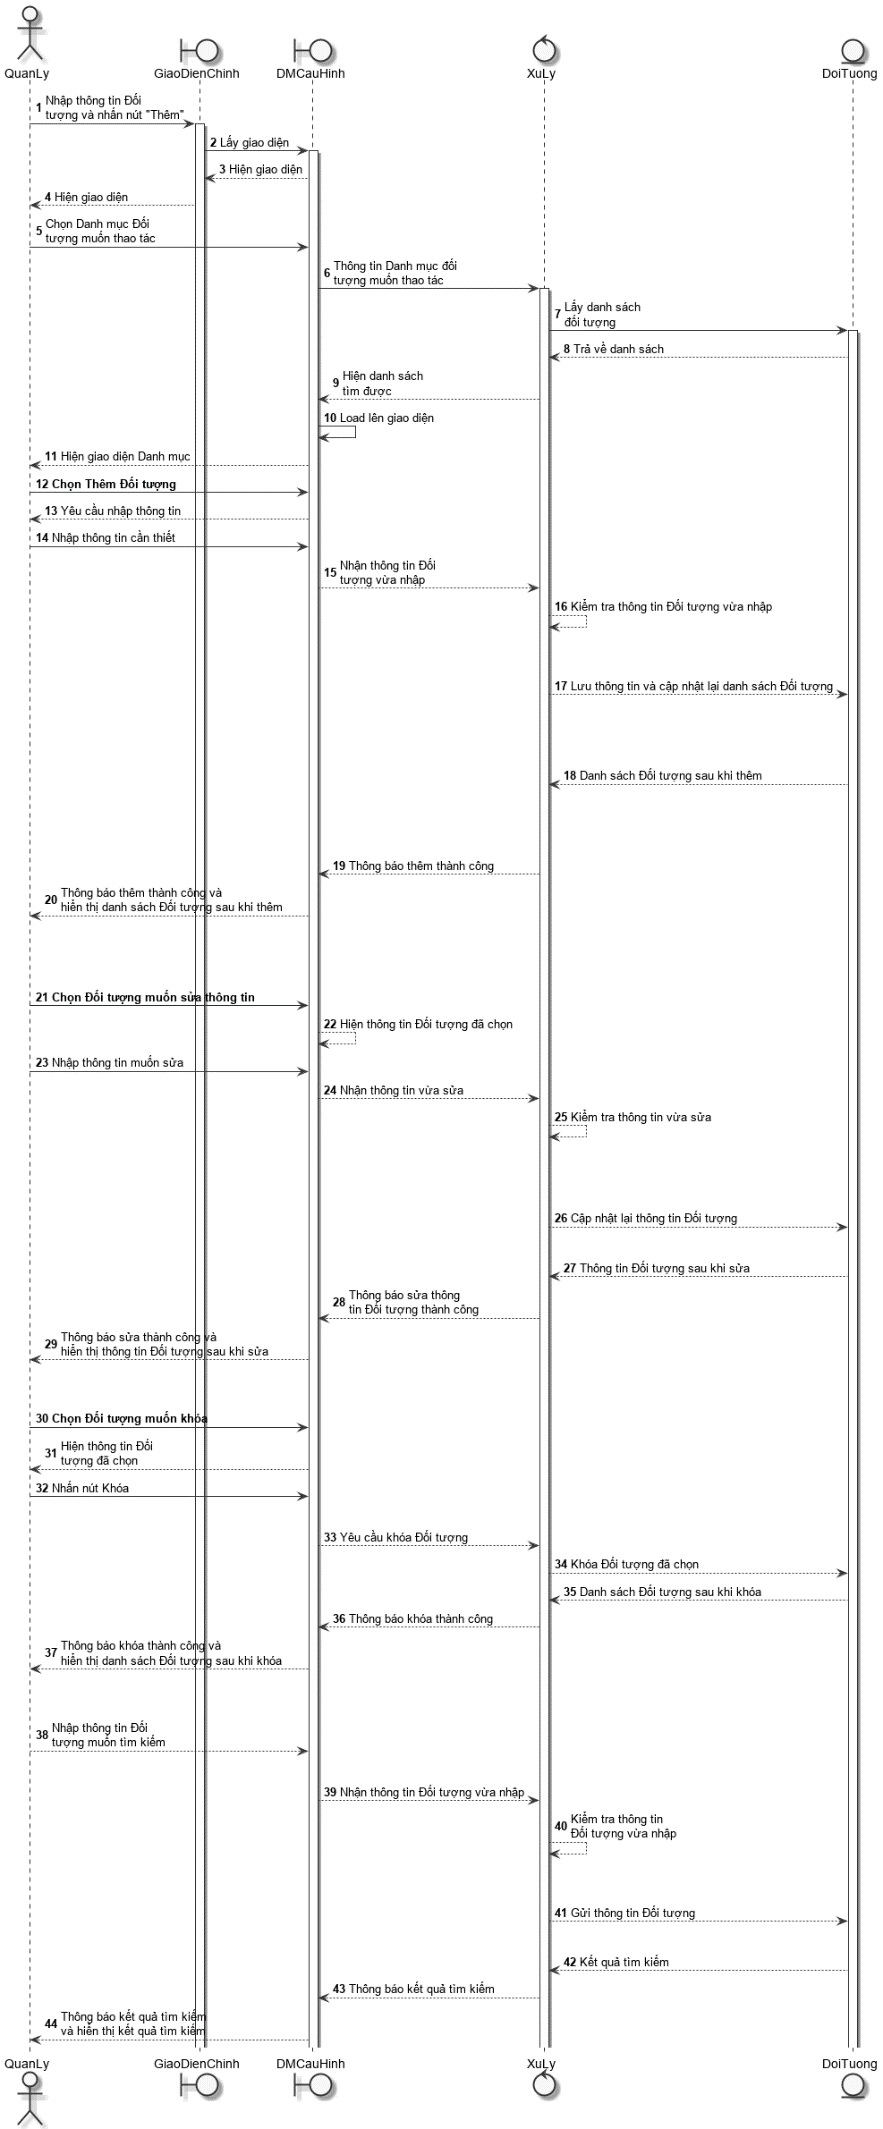 QuanLy
GiaoDienChinh
DMCauHinh
XuLy
DoiTuong
1 Nhập thông tin Đối
tượng và nhấn nút "Thêm"
2 Lấy giao diện
3 Hiện giao diện
4 Hiện giao diện
5 Chọn Danh mục Đối
tượng muốn thao tác
6 Thông tin Danh mục đối
tượng muốn thao tác
7 Lấy danh sách
đối tượng
8 Trả về danh sách
9 Hiện danh sách
tìm được
10 Load lên giao diện
11 Hiện giao diện Danh mục
12 Chọn Thêm Đối tượng
13 Yêu cầu nhập thông tin
14 Nhập thông tin cần thiết
15 Nhận thông tin Đối
tượng vừa nhập
16 Kiểm tra thông tin Đối tượng vừa nhập
17 Lưu thông tin và cập nhật lại danh sách Đối tượng
18 Danh sách Đối tượng sau khi thêm
19 Thông báo thêm thành công
20 Thông báo thêm thành công và
hiển thị danh sách Đối tượng sau khi thêm
21 Chọn Đối tượng muốn sửa thông tin
22 Hiện thông tin Đối tượng đã chọn
23 Nhập thông tin muốn sửa
24 Nhận thông tin vừa sửa
25 Kiểm tra thông tin vừa sửa
26 Cập nhật lại thông tin Đối tượng
27 Thông tin Đối tượng sau khi sửa
28 Thông báo sửa thông
tin Đối tượng thành công
29 Thông báo sửa thành công và
hiển thị thông tin Đối tượng sau khi sửa
30 Chọn Đối tượng muốn khóa
31 Hiện thông tin Đối
tượng đã chọn
32 Nhấn nút Khóa
33 Yêu cầu khóa Đối tượng
34 Khóa Đối tượng đã chọn
35 Danh sách Đối tượng sau khi khóa
36 Thông báo khóa thành công
37 Thông báo khóa thành công và
hiển thị danh sách Đối tượng sau khi khóa
38 Nhập thông tin Đối
tượng muốn tìm kiếm
39 Nhận thông tin Đối tượng vừa nhập
40 Kiểm tra thông tin
Đối tượng vừa nhập
41 Gửi thông tin Đối tượng
42 Kết quả tìm kiếm
43 Thông báo kết quả tìm kiếm
44 Thông báo kết quả tìm kiếm
và hiển thị kết quả tìm kiếm
QuanLy
GiaoDienChinh
DMCauHinh
XuLy
DoiTuong